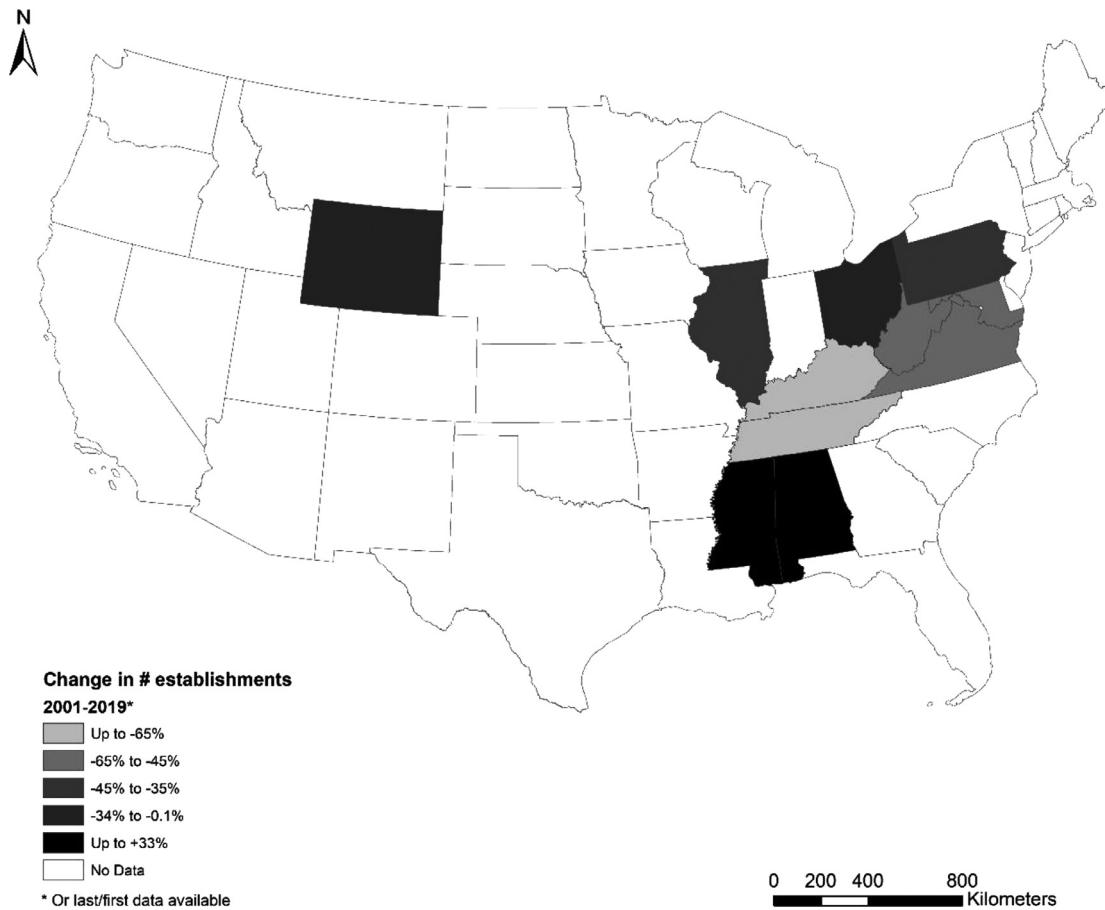 N
Change in # establishments
2001-2019*
Up to -65%
-65% to -45%
-45% to -35%
-34% to -0.1%
Up to +33%
No Data
* Or last/first data available
0 200 400 800
Kilometers